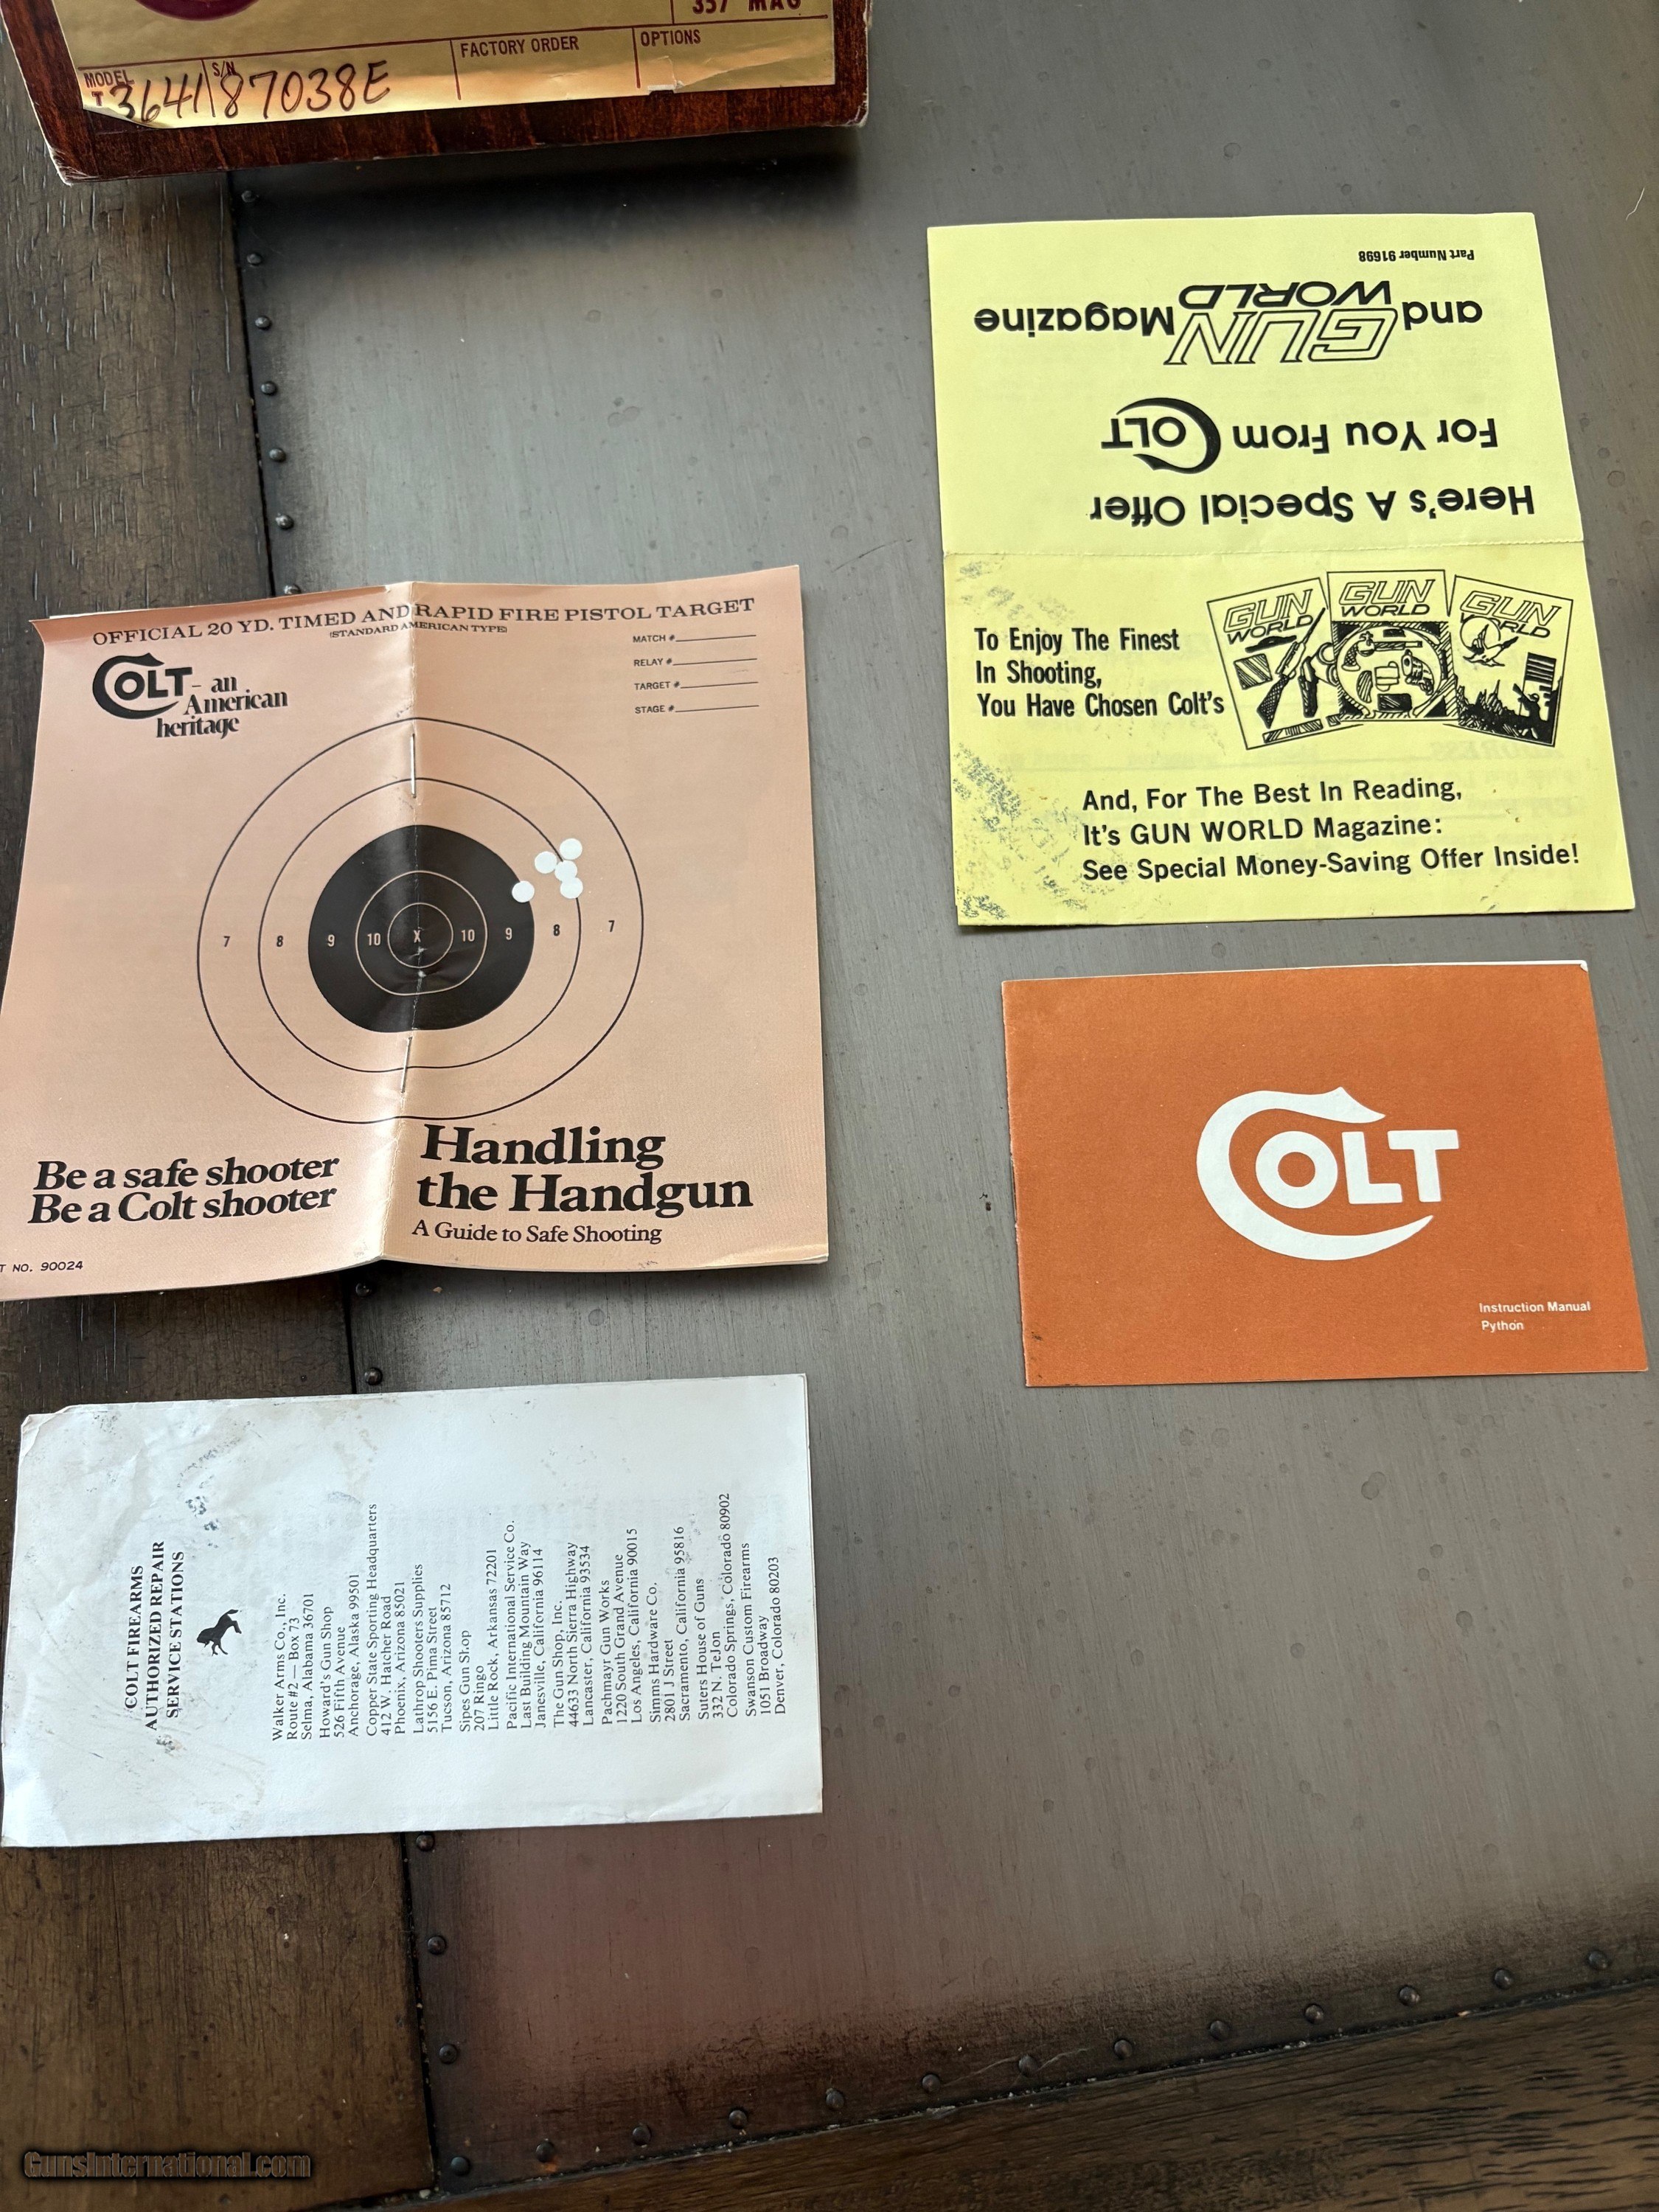 357 MAG
MODEL
S/N
FACTORY ORDER
OPTIONS
T3641
87038E
Part Number 91698
and GUN WORLD Magazine
For You From COLT
Here's A Special Offer
GUN WORLD
GUN WORLD
GUN WORLD
To Enjoy The Finest
In Shooting,
You Have Chosen Colt's
And, For The Best In Reading,
It's GUN WORLD Magazine:
See Special Money-Saving Offer Inside!
OFFICIAL 20 YD. TIMED AND RAPID FIRE PISTOL TARGET
(STANDARD AMERICAN TYPE)
COLT - an
American
heritage
MATCH #
RELAY #
TARGET #
STAGE #
7 8 9 10 X 10 9 8 7
Be a safe shooter
Be a Colt shooter
Handling
the Handgun
A Guide to Safe Shooting
T NO. 90024
COLT
Instruction Manual
Python
COLT FIREARMS
AUTHORIZED REPAIR
SERVICE STATIONS
Walker Arms Co., Inc.
Route #2 — Box 73
Selma, Alabama 36701
Howard's Gun Shop
526 Fifth Avenue
Anchorage, Alaska 99501
Copper State Sporting Headquarters
412 W. Hatcher Road
Phoenix, Arizona 85021
Lathrop Shooters Supplies
5156 E. Pima Street
Tucson, Arizona 85712
Sipes Gun Shop
207 Ringo
Little Rock, Arkansas 72201
Pacific International Service Co.
Last Building Mountain Way
Janesville, California 96114
The Gun Shop, Inc.
44633 North Sierra Highway
Lancaster, California 93534
Pachmayr Gun Works
1220 South Grand Avenue
Los Angeles, California 90015
Simms Hardware Co.
2801 J Street
Sacramento, California 95816
Suters House of Guns
332 N. TeJon
Colorado Springs, Colorado 80902
Swanson Custom Firearms
1051 Broadway
Denver, Colorado 80203
GunsInternational.com